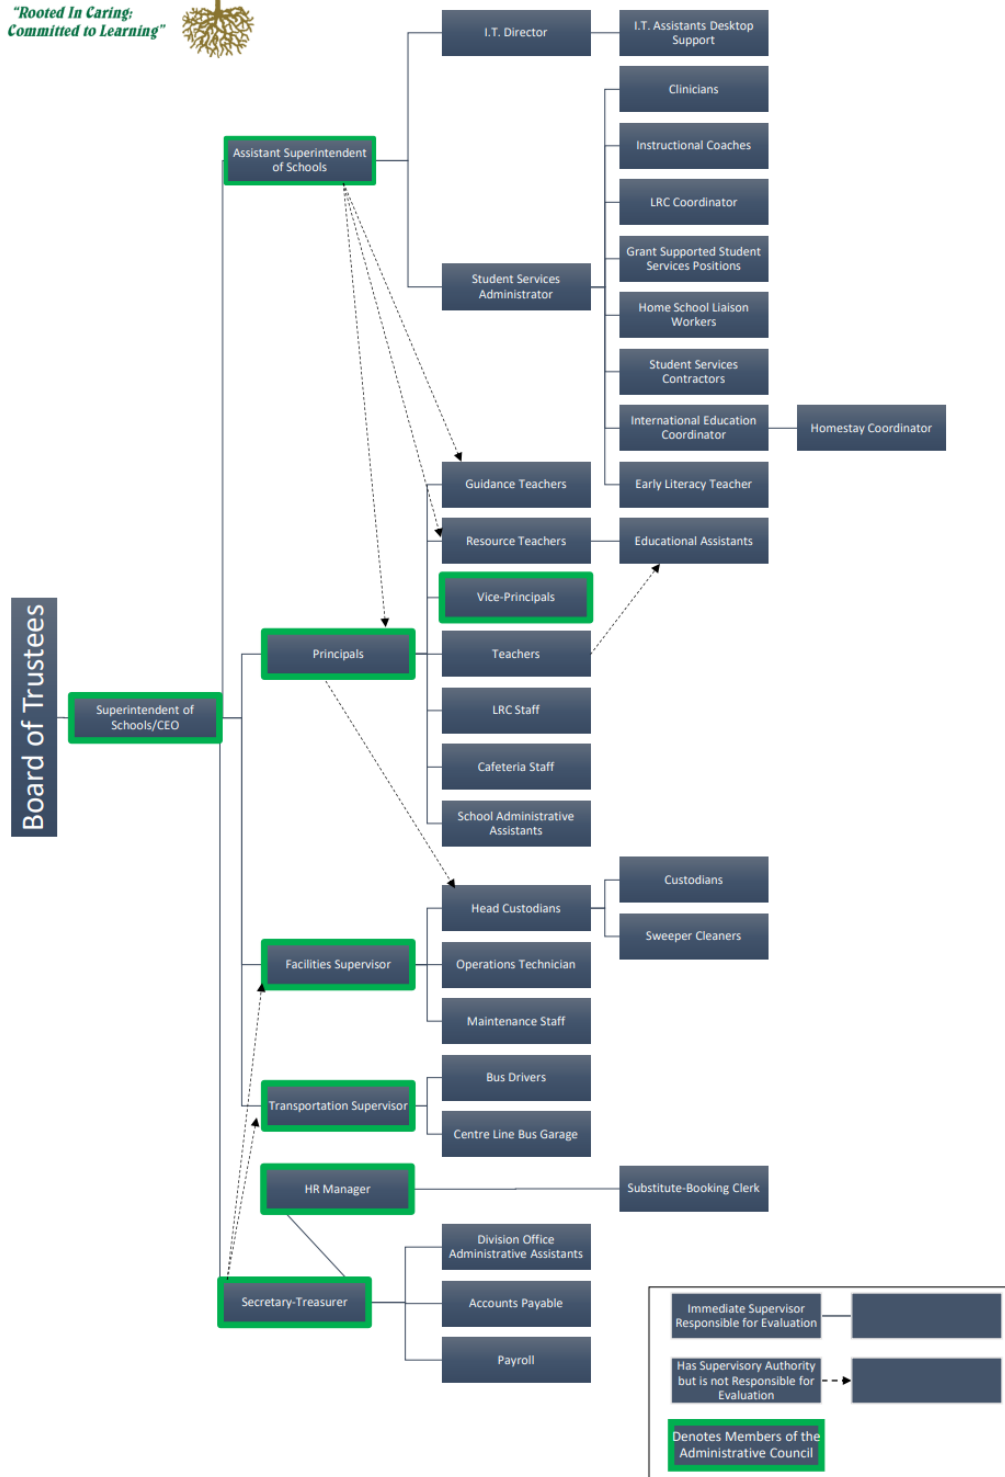 "Rooted In Caring;
Committed to Learning"
I.T. Director
I.T. Assistants Desktop
Support
Clinicians
Assistant Superintendent
of Schools
Instructional Coaches
LRC Coordinator
Grant Supported Student
Services Positions
Student Services
Administrator
Home School Liaison
Workers
Student Services
Contractors
International Education
Coordinator
Homestay Coordinator
Guidance Teachers
Early Literacy Teacher
Resource Teachers
Educational Assistants
Vice-Principals
Board of Trustees
Superintendent of
Schools/CEO
Principals
Teachers
LRC Staff
Cafeteria Staff
School Administrative
Assistants
Head Custodians
Custodians
Sweeper Cleaners
Facilities Supervisor
Operations Technician
Maintenance Staff
Transportation Supervisor
Bus Drivers
Centre Line Bus Garage
HR Manager
Substitute-Booking Clerk
Secretary-Treasurer
Division Office
Administrative Assistants
Accounts Payable
Payroll
Immediate Supervisor
Responsible for Evaluation
Has Supervisory Authority
but is not Responsible for
Evaluation
Denotes Members of the
Administrative Council